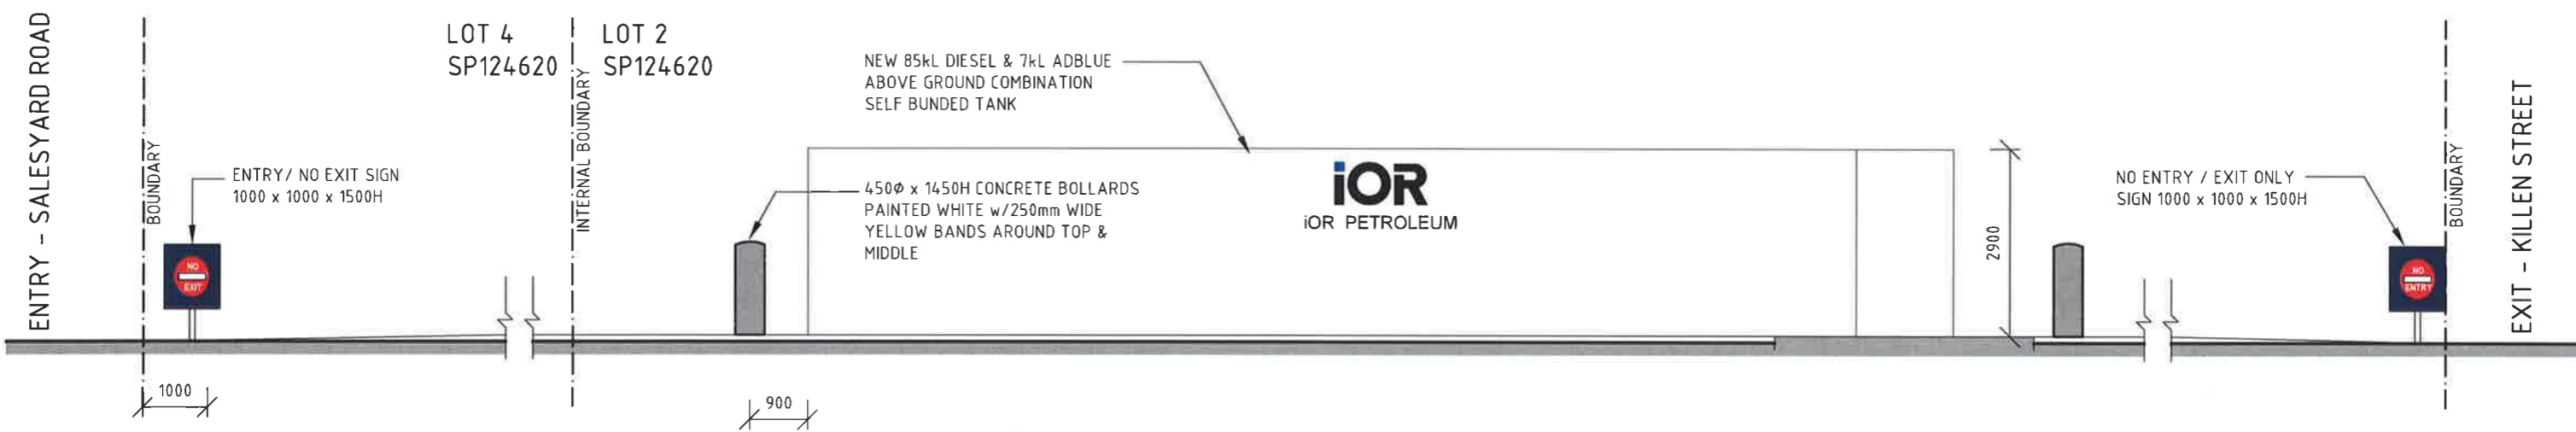 ENTRY - SALESYARD ROAD
BOUNDARY
ENTRY/ NO EXIT SIGN
1000 x 1000 x 1500H
NO
EXIT
1000
LOT 4
SP124620
INTERNAL BOUNDARY
LOT 2
SP124620
NEW 85kL DIESEL & 7kL ADBLUE
ABOVE GROUND COMBINATION
SELF BUNDED TANK
450Ø x 1450H CONCRETE BOLLARDS
PAINTED WHITE w/250mm WIDE
YELLOW BANDS AROUND TOP &
MIDDLE
900
iOR
iOR PETROLEUM
2900
NO ENTRY / EXIT ONLY
SIGN 1000 x 1000 x 1500H
NO
ENTRY
BOUNDARY
EXIT - KILLEN STREET